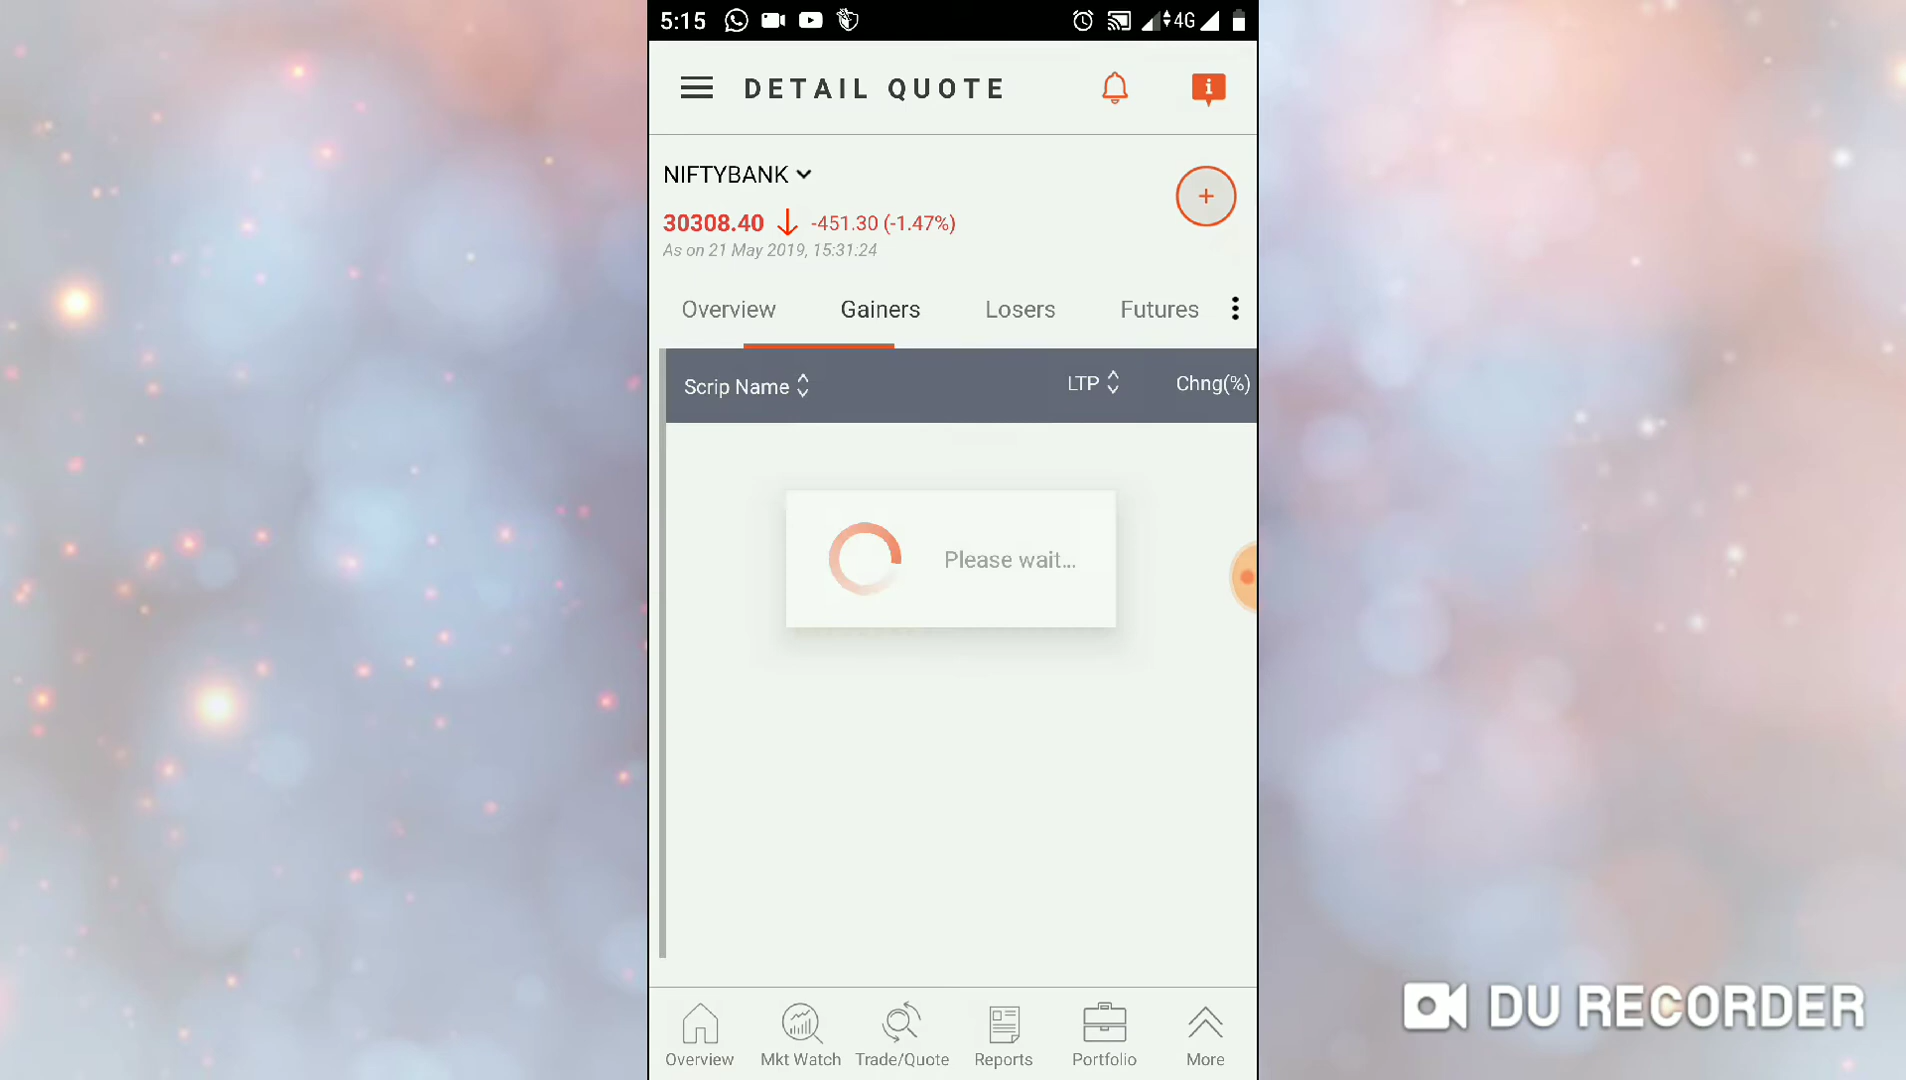 5:15 4G
DETAIL QUOTE
NIFTYBANK
30308.40 -451.30 (-1.47%)
As on 21 May 2019, 15:31:24
Overview Gainers Losers Futures
Scrip Name LTP Chng(%)
Please wait...
Overview Mkt Watch Trade/Quote Reports Portfolio More
DU RECORDER